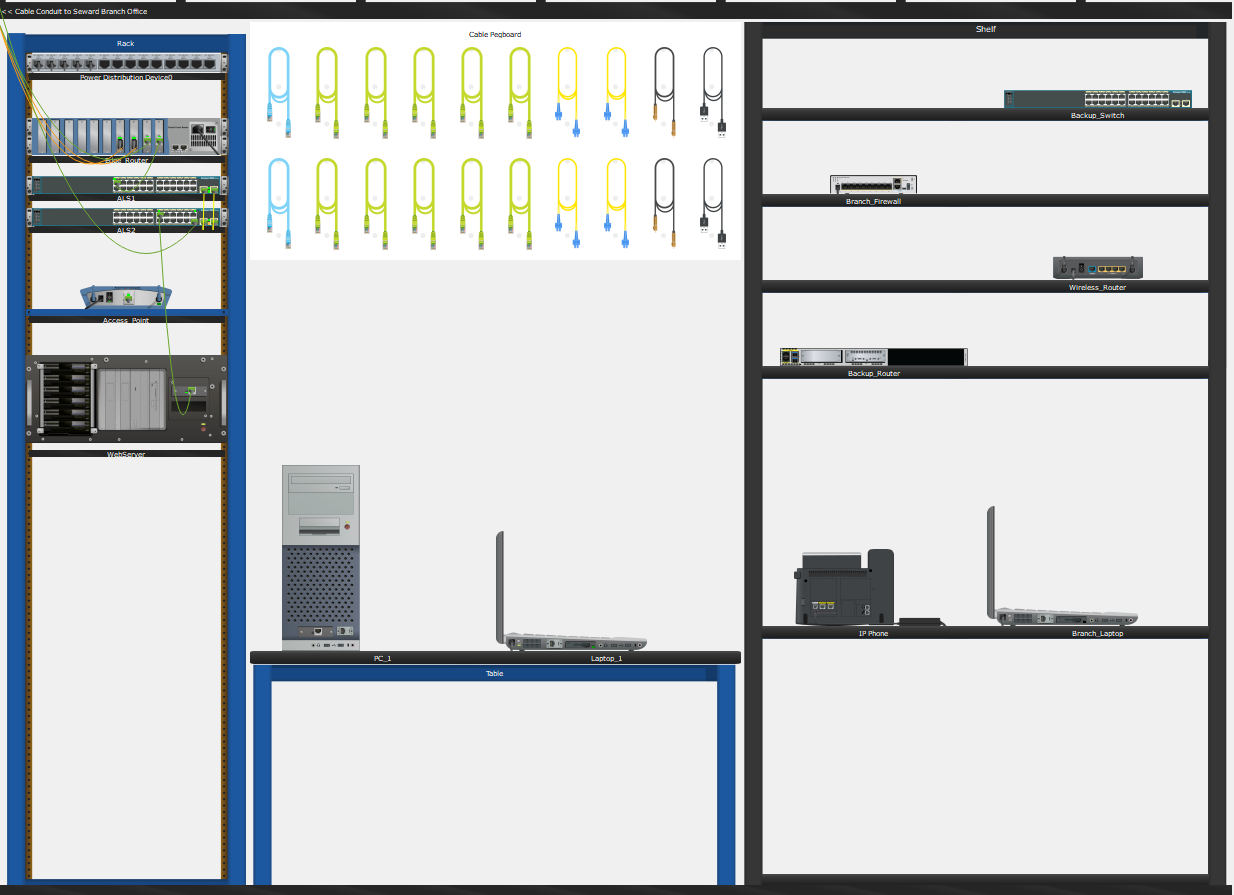 << Cable Conduit to Seward Branch Office
Rack
Power Distribution Device0
Edge_Router
ALS1
ALS2
Access_Point
WebServer
Cable Pegboard
PC_1
Laptop_1
Table
Shelf
Backup_Switch
Branch_Firewall
Wireless_Router
Backup_Router
IP Phone
Branch_Laptop